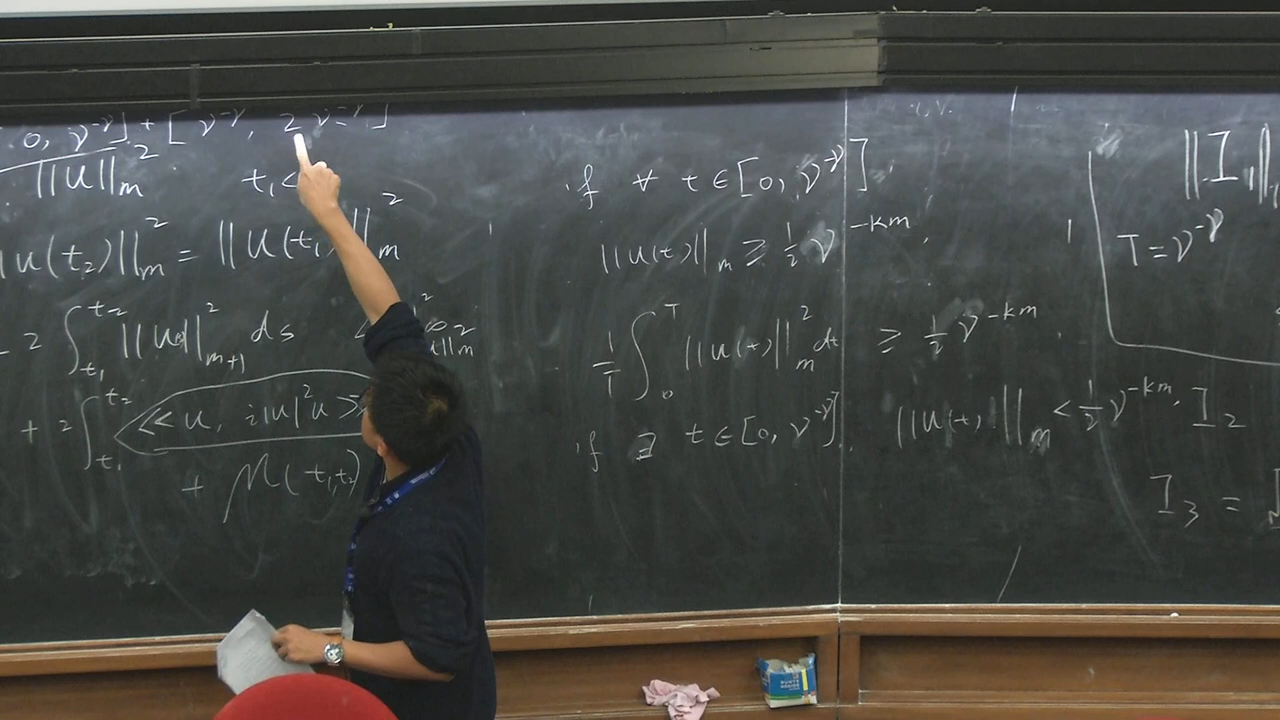 0, ν^{-γ}] + [ν^{-γ}, 2ν^{-γ}]
||u||_m^2
t_1 <
||u(t_2)||_m^2 = ||u(t_1)||_m^2
- 2 ∫_{t_1}^{t_2} ||u(s)||_{m+1}^2 ds
+ 2 ∫_{t_1}^{t_2} << u, i|u|^2 u >>
+ M(t_1, t_2)
if ∀ t ∈ [0, ν^{-γ}],
||u(t)||_m ≥ 1/2 ν^{-km},
1/T ∫_0^T ||u(t)||_m^2 dt ≥ 1/2 ν^{-km}.
if ∃ t ∈ [0, ν^{-γ}], ||u(t)||_m < 1/2 ν^{-km},
||I_1||
T = ν^{-γ}
I_2
I_3 =